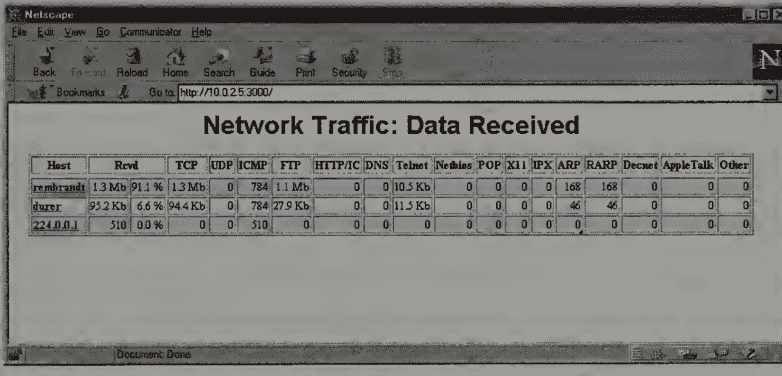 Netscape
File Edit View Go Communicator Help
Back Forward Reload Home Search Guide Print Security Stop
Bookmarks Go to: http://10.0.2.5:3000/
N
Network Traffic: Data Received
Host Rcvd TCP UDP ICMP FTP HTTP/IC DNS Telnet Netbios POP X11 IPX ARP RARP Decnet AppleTalk Other
rembrandt 1.3 Mb 91.1 % 1.3 Mb 0 784 1.1 Mb 0 0 10.5 Kb 0 0 0 0 168 168 0 0 0
durer 95.2 Kb 6.6 % 94.4 Kb 0 784 27.9 Kb 0 0 11.5 Kb 0 0 0 0 46 46 0 0 0
224.0.0.1 510 0.0 % 0 0 510 0 0 0 0 0 0 0 0 0 0 0 0 0
Document: Done